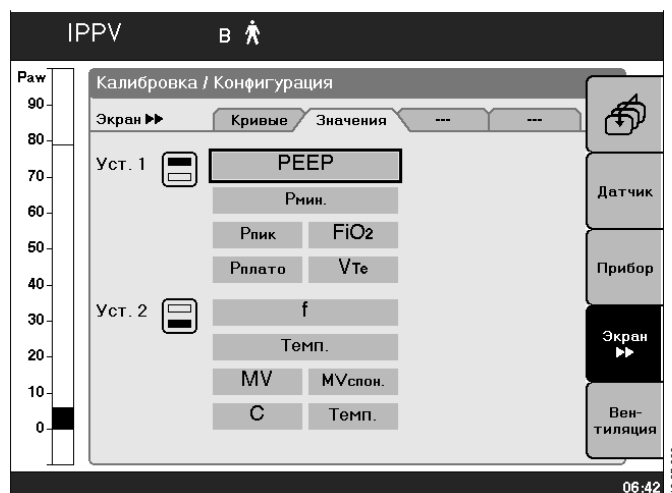 IPPV B
Paw
90
80
70
60
50
40
30
20
10
0
Калибровка / Конфигурация
Экран ▶▶ Кривые Значения --- ---
Уст. 1 PEEP
Pмин.
Pпик FiO2
Pплато VTe
Уст. 2 f
Темп.
MV MVспон.
C Темп.
Датчик
Прибор
Экран
▶▶
Вен-
тиляция
06:42